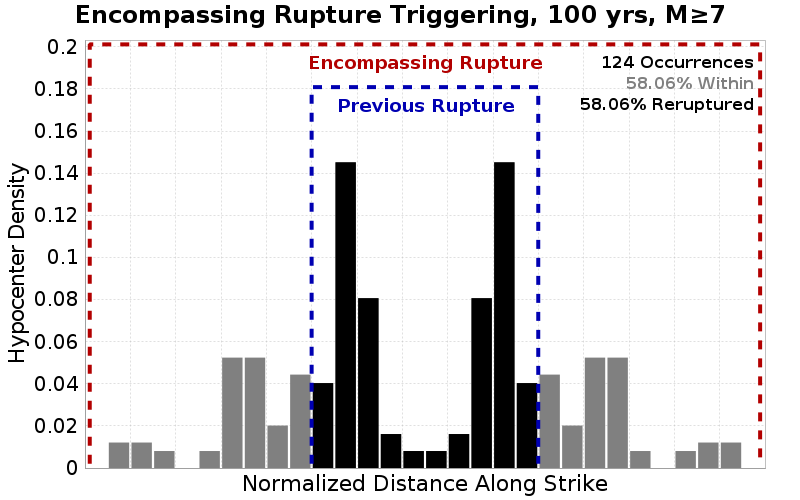 Encompassing Rupture Triggering, 100 yrs, M≥7
0.2
0.18
0.16
0.14
0.12
0.1
0.08
0.06
0.04
0.02
0
Hypocenter Density
Encompassing Rupture
Previous Rupture
124 Occurrences
58.06% Within
58.06% Reruptured
Normalized Distance Along Strike